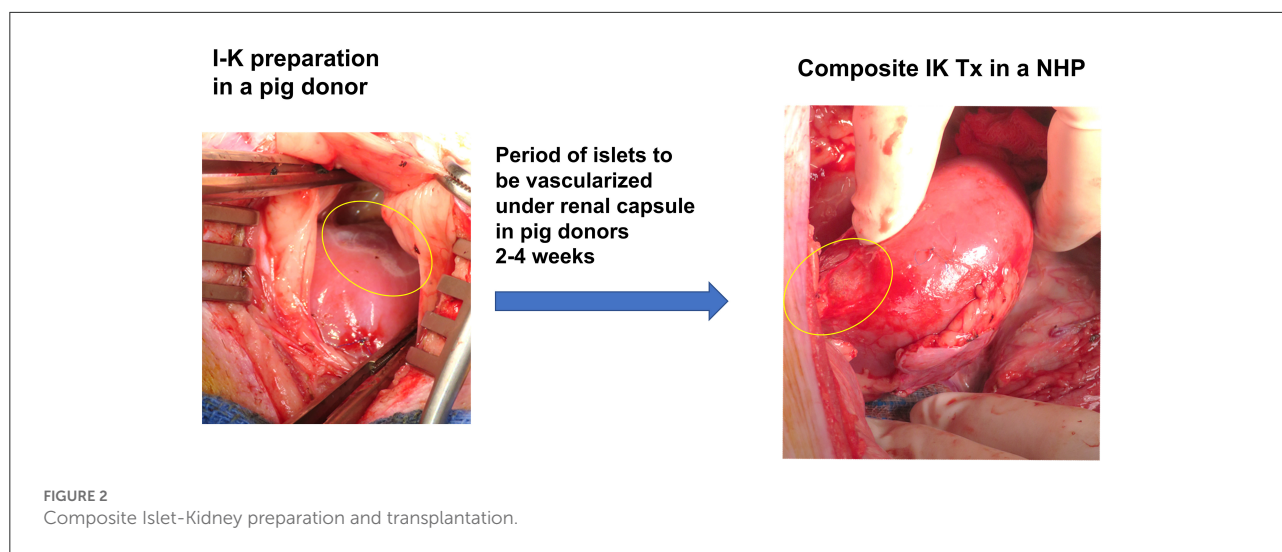 I-K preparation
in a pig donor
Composite IK Tx in a NHP
Period of islets to
be vascularized
under renal capsule
in pig donors
2-4 weeks
FIGURE 2
Composite Islet-Kidney preparation and transplantation.